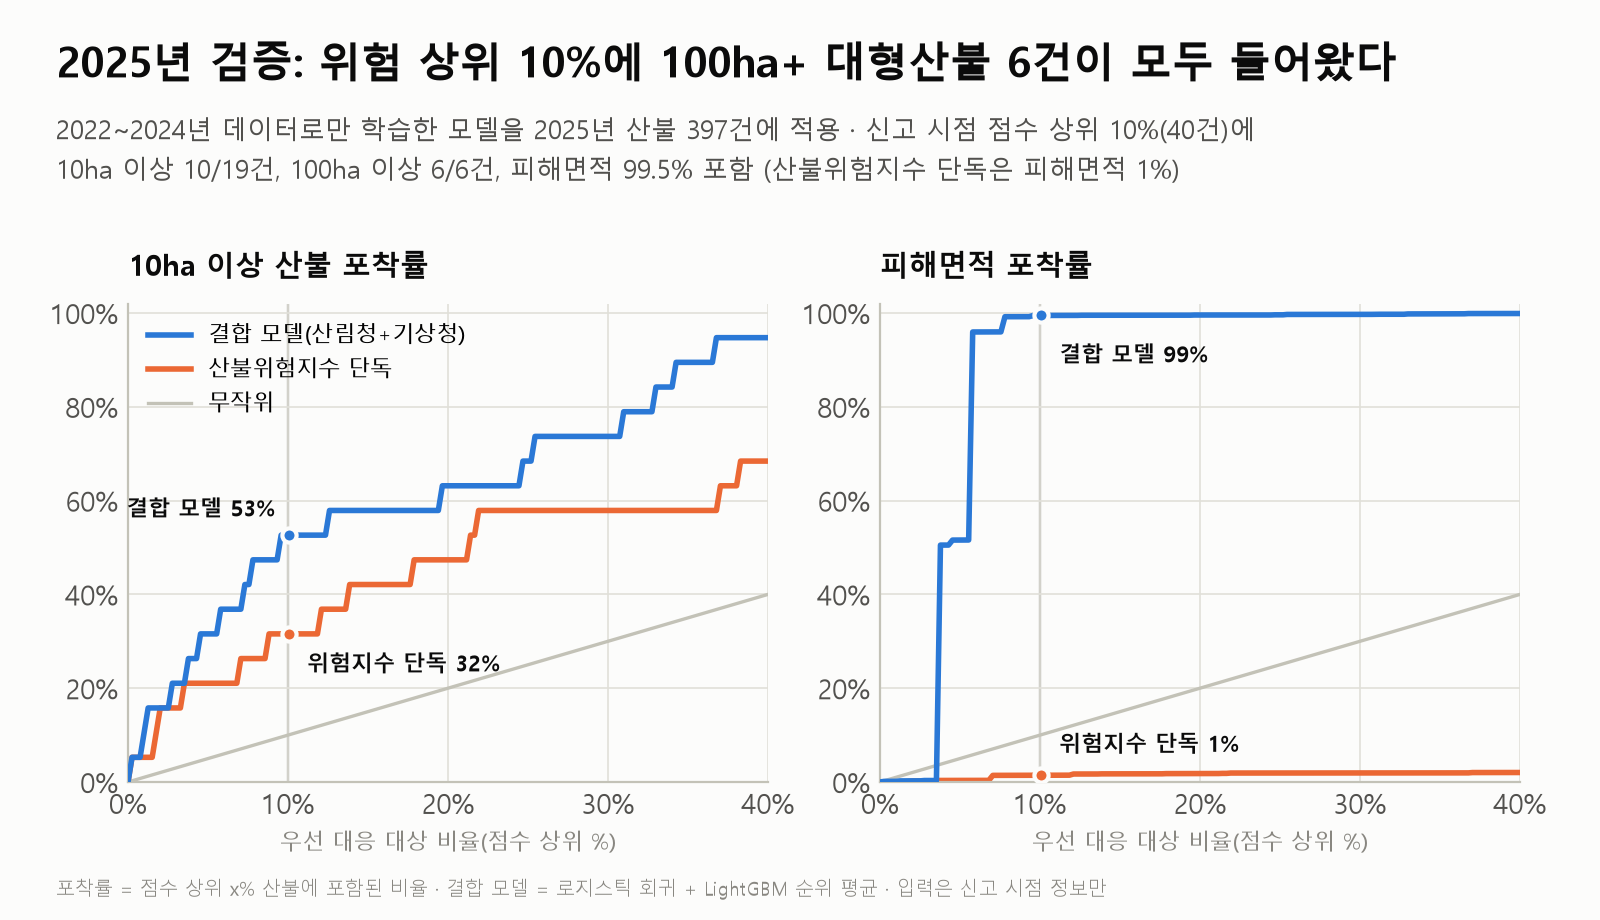 2025년 검증: 위험 상위 10%에 100ha+ 대형산불 6건이 모두 들어왔다
2022~2024년 데이터로만 학습한 모델을 2025년 산불 397건에 적용 · 신고 시점 점수 상위 10%(40건)에
10ha 이상 10/19건, 100ha 이상 6/6건, 피해면적 99.5% 포함 (산불위험지수 단독은 피해면적 1%)
10ha 이상 산불 포착률
100%
80%
60%
40%
20%
0%
결합 모델(산림청+기상청)
산불위험지수 단독
무작위
결합 모델 53%
위험지수 단독 32%
0%
10%
20%
30%
40%
우선 대응 대상 비율(점수 상위 %)
피해면적 포착률
100%
80%
60%
40%
20%
0%
결합 모델 99%
위험지수 단독 1%
0%
10%
20%
30%
40%
우선 대응 대상 비율(점수 상위 %)
포착률 = 점수 상위 x% 산불에 포함된 비율 · 결합 모델 = 로지스틱 회귀 + LightGBM 순위 평균 · 입력은 신고 시점 정보만